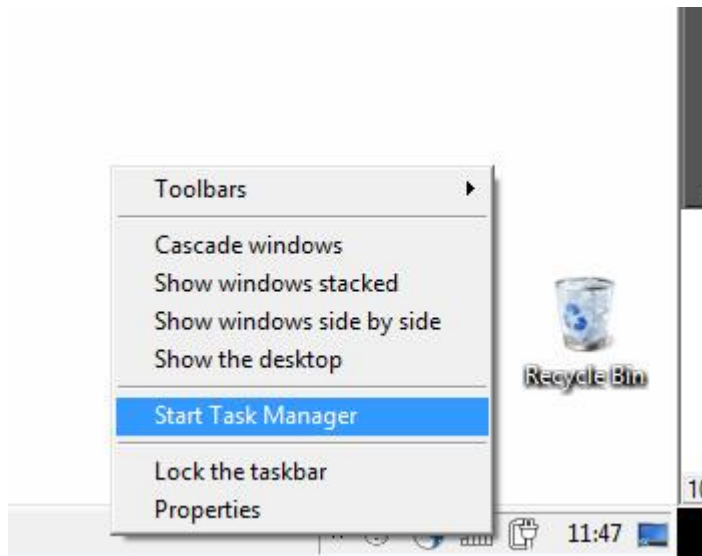 Toolbars
Cascade windows
Show windows stacked
Show windows side by side
Show the desktop
Recycle Bin
Start Task Manager
Lock the taskbar
Properties
11:47